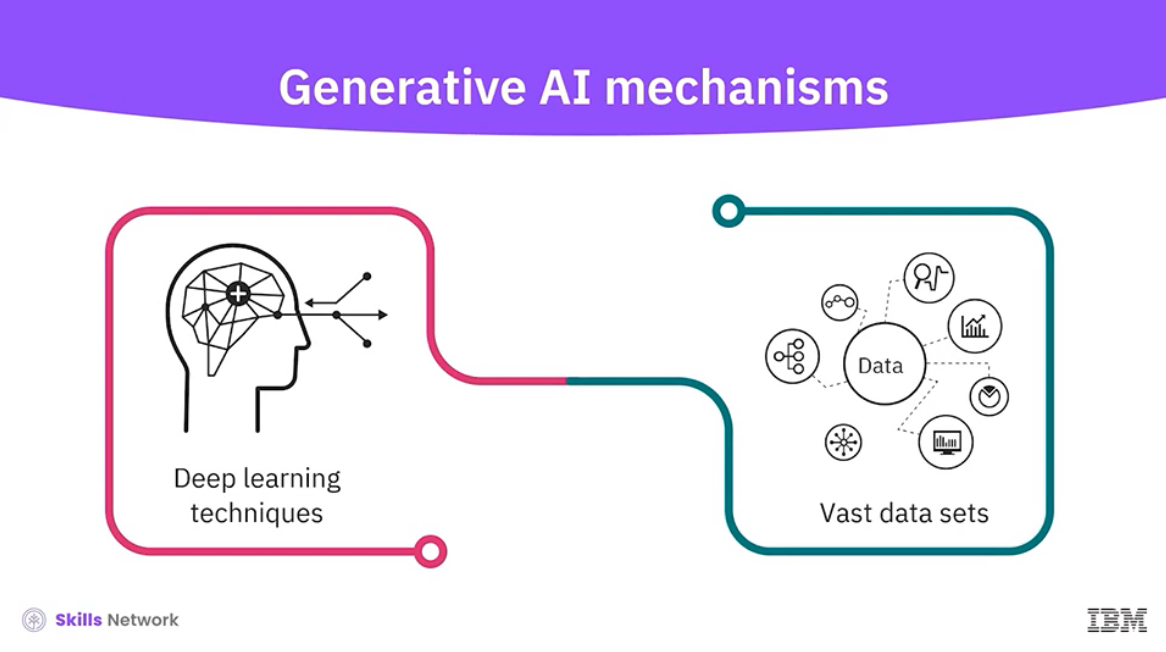 Generative AI mechanisms
Deep learning
techniques
Data
Vast data sets
Skills Network
IBM